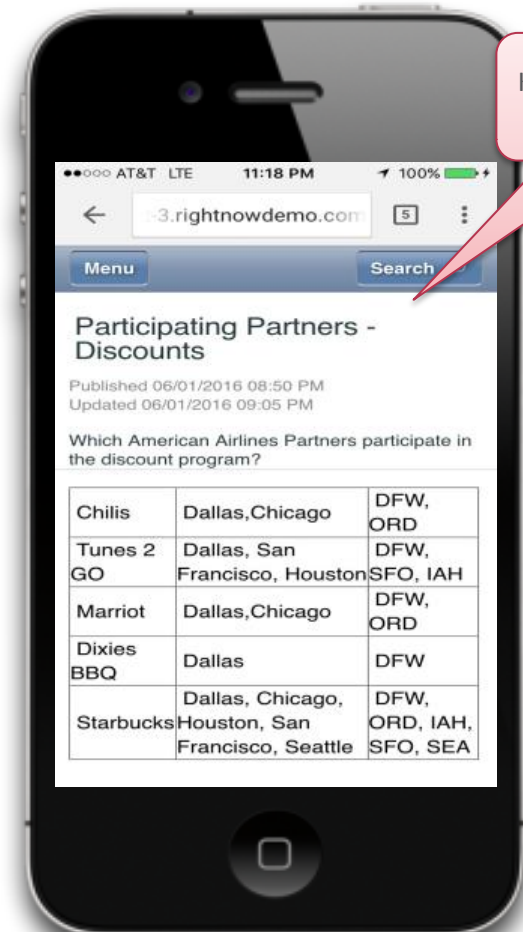 AT&T LTE 11:18 PM 100%
-3.rightnowdemo.com 5
Menu Search
Participating Partners -
Discounts
Published 06/01/2016 08:50 PM
Updated 06/01/2016 09:05 PM
Which American Airlines Partners participate in
the discount program?
Chilis Dallas,Chicago DFW,
ORD
Tunes 2 Dallas, San DFW,
GO Francisco, Houston SFO, IAH
Marriot Dallas,Chicago DFW,
ORD
Dixies
BBQ Dallas DFW
Dallas, Chicago, DFW,
Starbucks Houston, San ORD, IAH,
Francisco, Seattle SFO, SEA